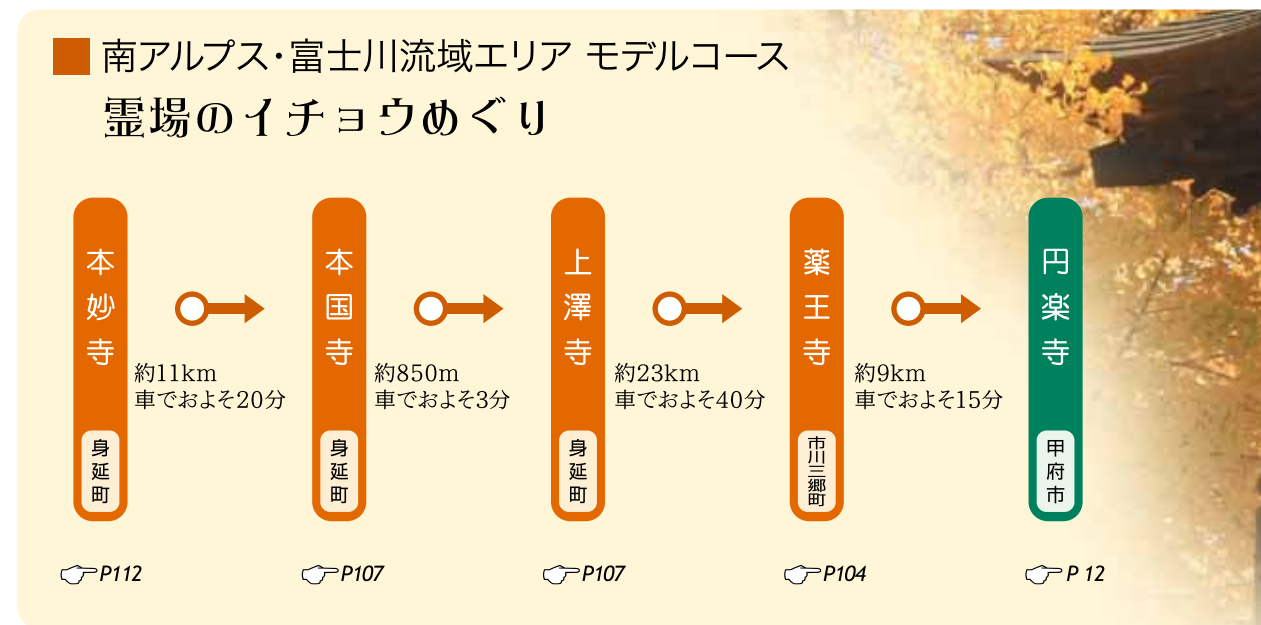 南アルプス・富士川流域エリア モデルコース
霊場のイチョウめぐり
本妙寺
身延町
約11km
車でおよそ20分
本国寺
身延町
約850m
車でおよそ3分
上澤寺
身延町
約23km
車でおよそ40分
薬王寺
市川三郷町
約9km
車でおよそ15分
円楽寺
甲府市
P112
P107
P107
P104
P 12